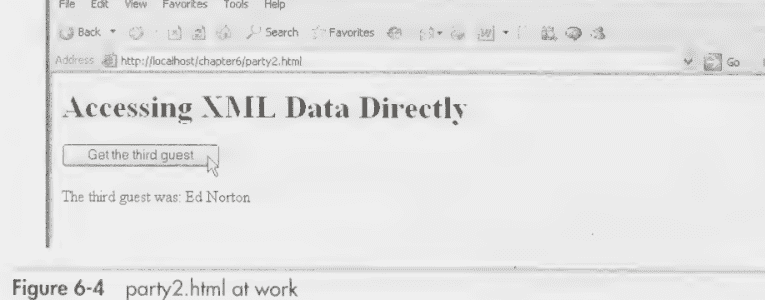 File Edit View Favorites Tools Help
Back Search Favorites
Address http://localhost/chapter6/party2.html Go
Accessing XML Data Directly
Get the third guest
The third guest was: Ed Norton
Figure 6-4 party2.html at work